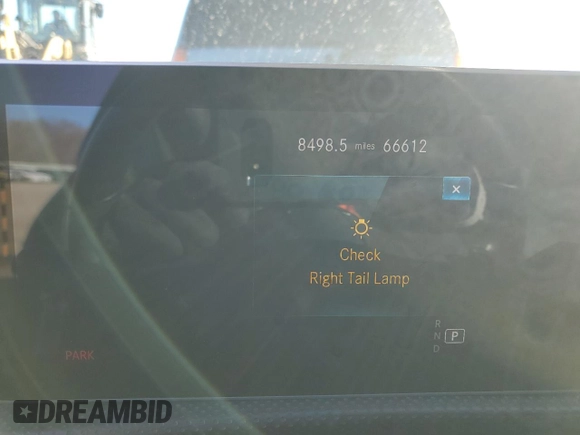 8498.5 miles 66612
x
Check
Right Tail Lamp
R
N
D
P
PARK
DREAMBID